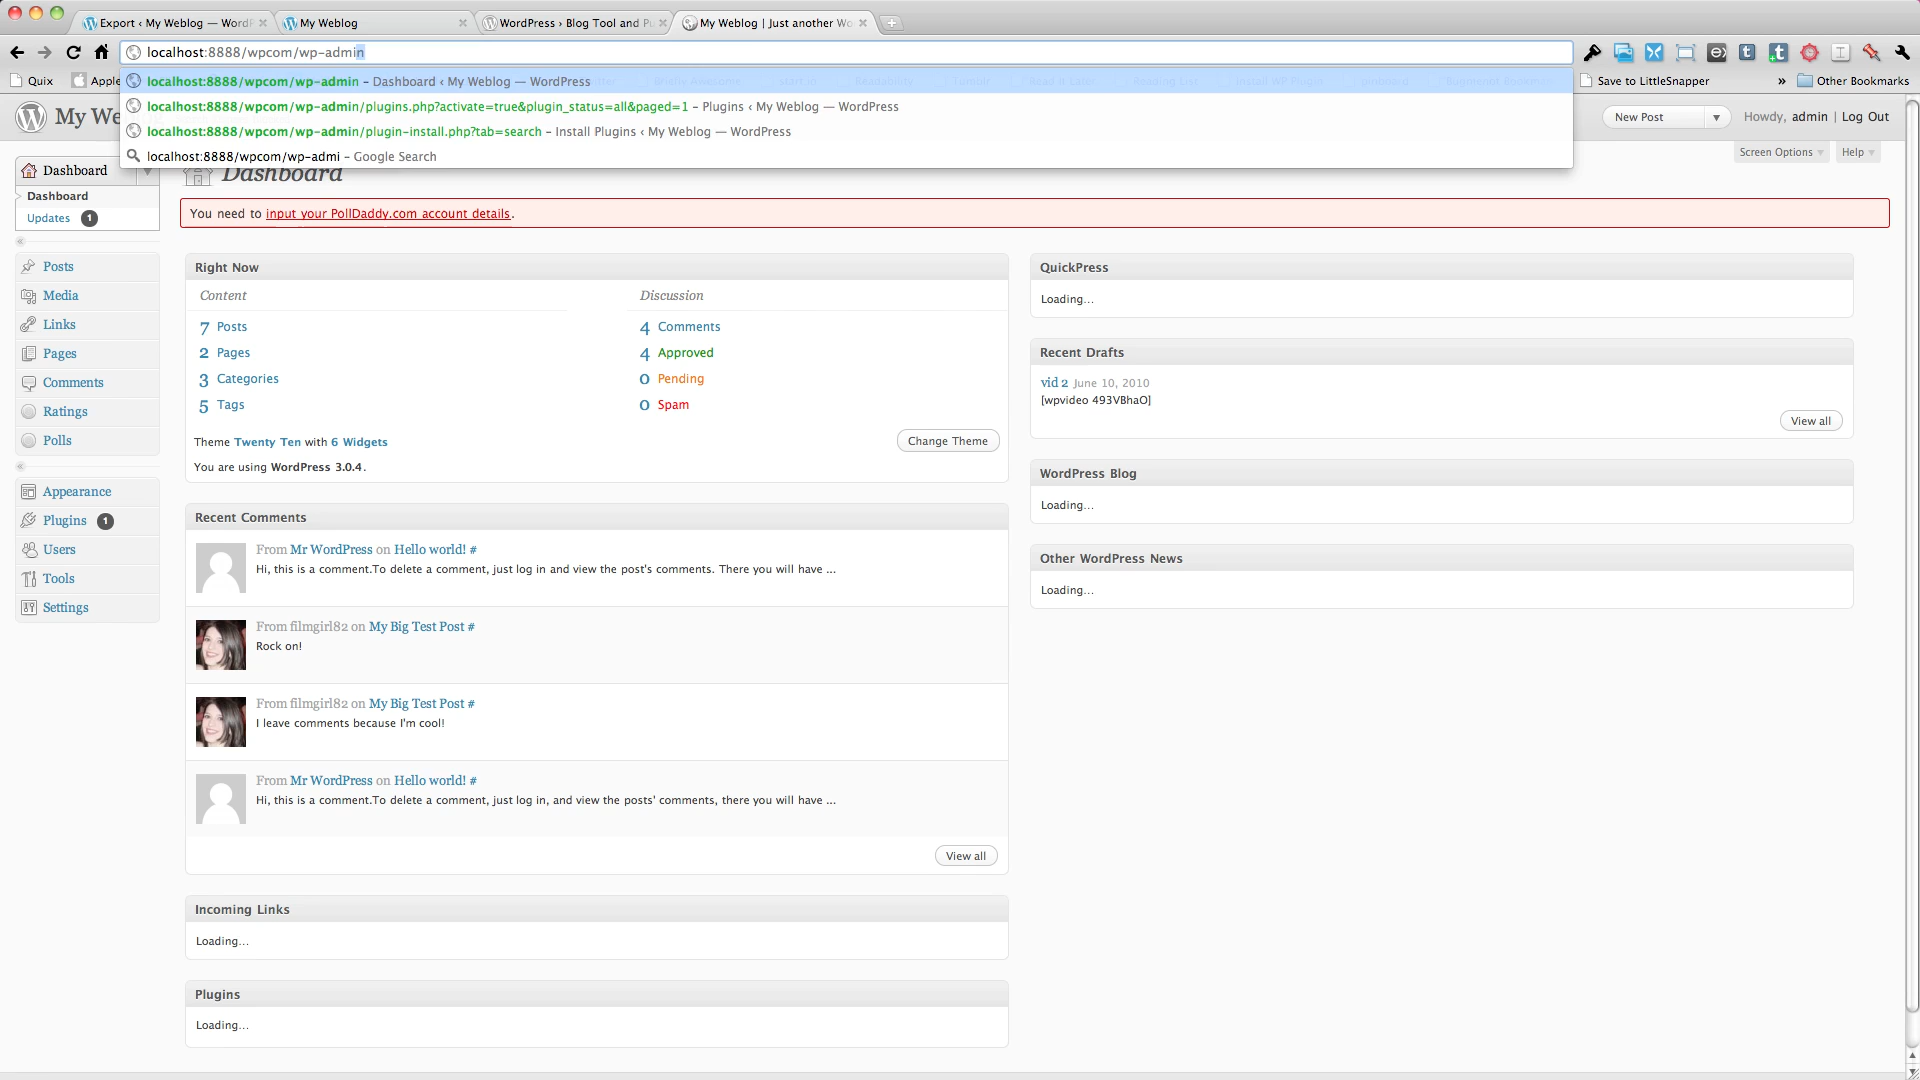 Export ‹ My Weblog — WordP
My Weblog
WordPress › Blog Tool and Pu
My Weblog | Just another Wo
localhost:8888/wpcom/wp-admin
Quix
Apple
localhost:8888/wpcom/wp-admin – Dashboard ‹ My Weblog — WordPress
localhost:8888/wpcom/wp-admin/plugins.php?activate=true&plugin_status=all&paged=1 – Plugins ‹ My Weblog — WordPress
localhost:8888/wpcom/wp-admin/plugin-install.php?tab=search – Install Plugins ‹ My Weblog — WordPress
localhost:8888/wpcom/wp-admi – Google Search
Save to LittleSnapper
»
Other Bookmarks
My We
New Post
Howdy, admin | Log Out
Screen Options
Help
Dashboard
Dashboard
Updates 1
Posts
Media
Links
Pages
Comments
Ratings
Polls
Appearance
Plugins 1
Users
Tools
Settings
Dashboard
You need to input your PollDaddy.com account details.
Right Now
Content
7 Posts
2 Pages
3 Categories
5 Tags
Discussion
4 Comments
4 Approved
0 Pending
0 Spam
Theme Twenty Ten with 6 Widgets
Change Theme
You are using WordPress 3.0.4.
Recent Comments
From Mr WordPress on Hello world! #
Hi, this is a comment.To delete a comment, just log in and view the post's comments. There you will have ...
From filmgirl82 on My Big Test Post #
Rock on!
From filmgirl82 on My Big Test Post #
I leave comments because I'm cool!
From Mr WordPress on Hello world! #
Hi, this is a comment.To delete a comment, just log in, and view the posts' comments, there you will have ...
View all
Incoming Links
Loading...
Plugins
Loading...
QuickPress
Loading...
Recent Drafts
vid 2 June 10, 2010
[wpvideo 493VBhaO]
View all
WordPress Blog
Loading...
Other WordPress News
Loading...